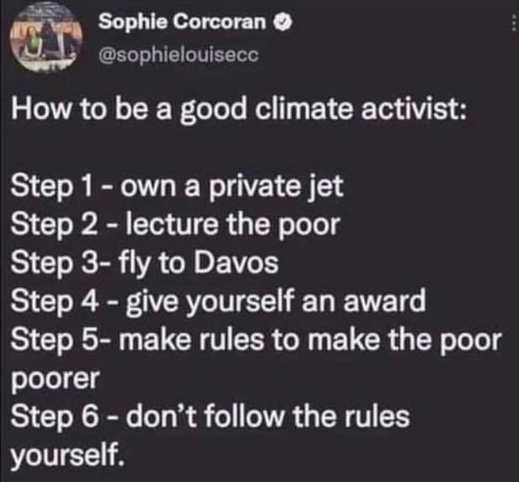 Sophie Corcoran
@sophielouisecc
How to be a good climate activist:
Step 1 - own a private jet
Step 2 - lecture the poor
Step 3- fly to Davos
Step 4 - give yourself an award
Step 5- make rules to make the poor
poorer
Step 6 - don't follow the rules
yourself.